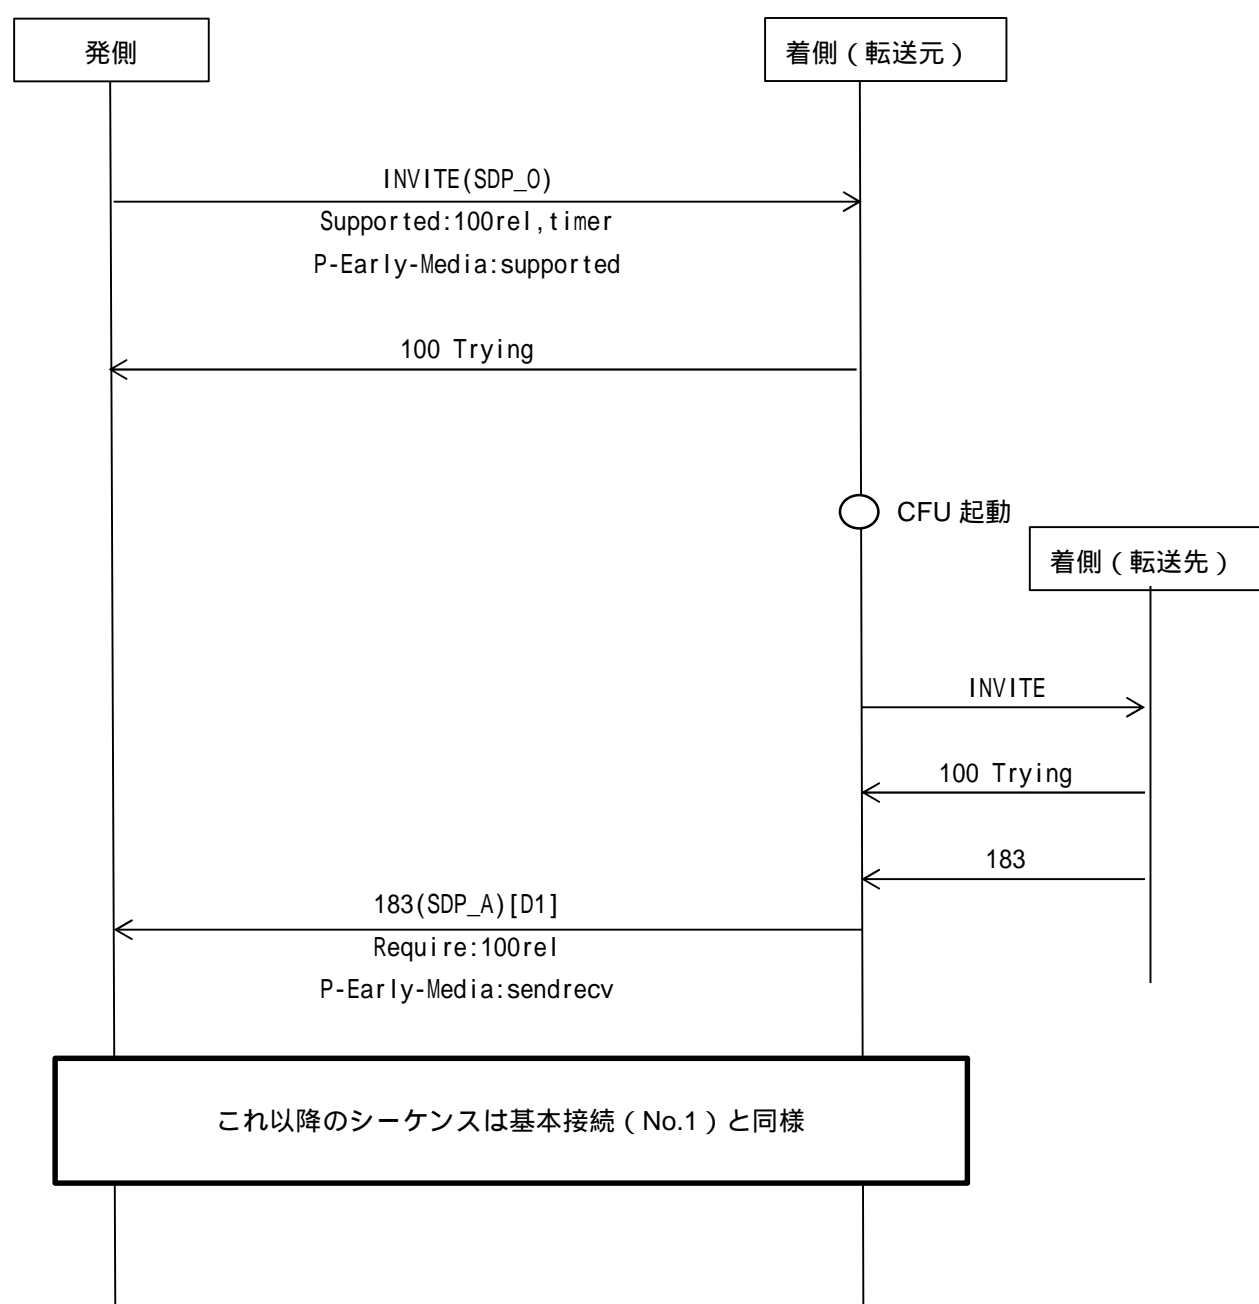 発側
着側（転送元）
INVITE(SDP_O)
Supported:100rel,timer
P-Early-Media:supported
100 Trying
CFU 起動
着側（転送先）
INVITE
100 Trying
183
183(SDP_A)[D1]
Require:100rel
P-Early-Media:sendrecv
これ以降のシーケンスは基本接続（No.1）と同様